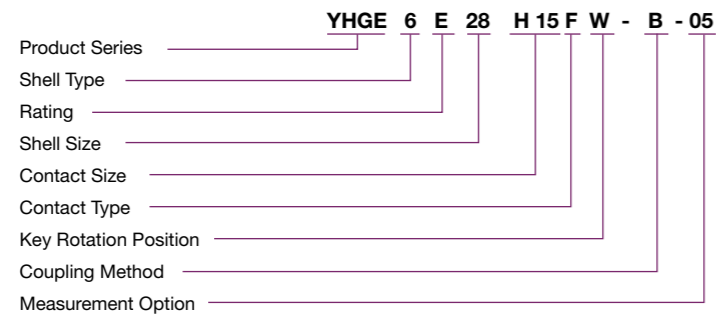 YHGE 6 E 28 H 15 F W - B - 05
Product Series
Shell Type
Rating
Shell Size
Contact Size
Contact Type
Key Rotation Position
Coupling Method
Measurement Option